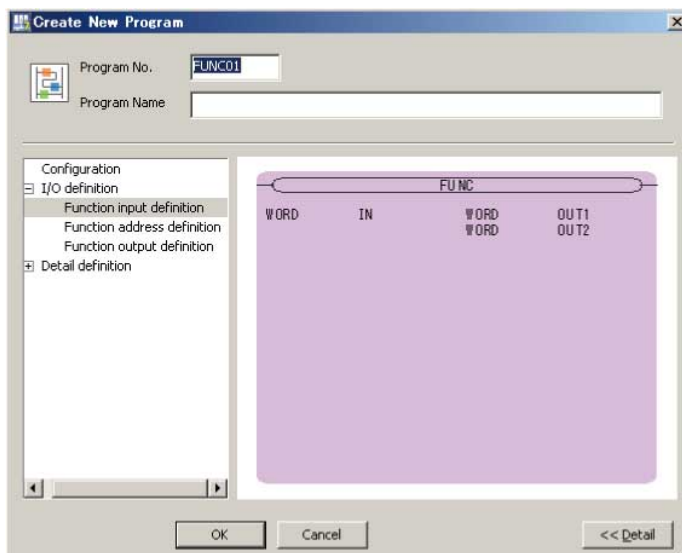 Create New Program
Program No. FUNC01
Program Name
Configuration
I/O definition
Function input definition
Function address definition
Function output definition
Detail definition
FUNC
WORD IN WORD OUT1
WORD OUT2
OK Cancel << Detail